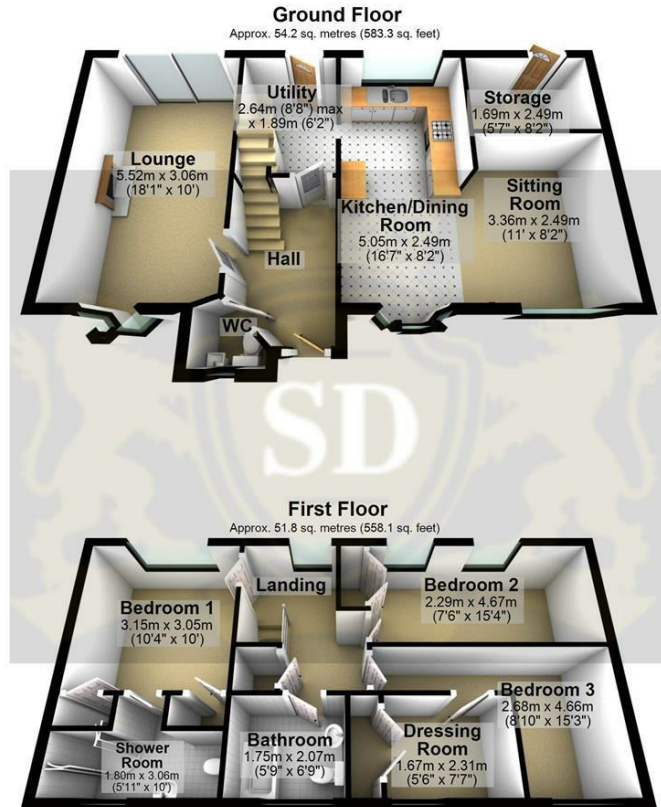 Ground Floor
Approx. 54.2 sq. metres (583.3 sq. feet)
Utility
2.64m (8'8") max
x 1.89m (6'2")
Storage
1.69m x 2.49m
(5'7" x 8'2")
Lounge
5.52m x 3.06m
(18'1" x 10')
Sitting
Room
3.36m x 2.49m
(11' x 8'2")
Kitchen/Dining
Room
5.05m x 2.49m
(16'7" x 8'2")
Hall
WC
SD
First Floor
Approx. 51.8 sq. metres (558.1 sq. feet)
Landing
Bedroom 1
3.15m x 3.05m
(10'4" x 10')
Bedroom 2
2.29m x 4.67m
(7'6" x 15'4")
Bedroom 3
2.68m x 4.66m
(8'10" x 15'3")
Shower
Room
1.80m x 3.06m
(5'11" x 10')
Bathroom
1.75m x 2.07m
(5'9" x 6'9")
Dressing
Room
1.67m x 2.31m
(5'6" x 7'7")